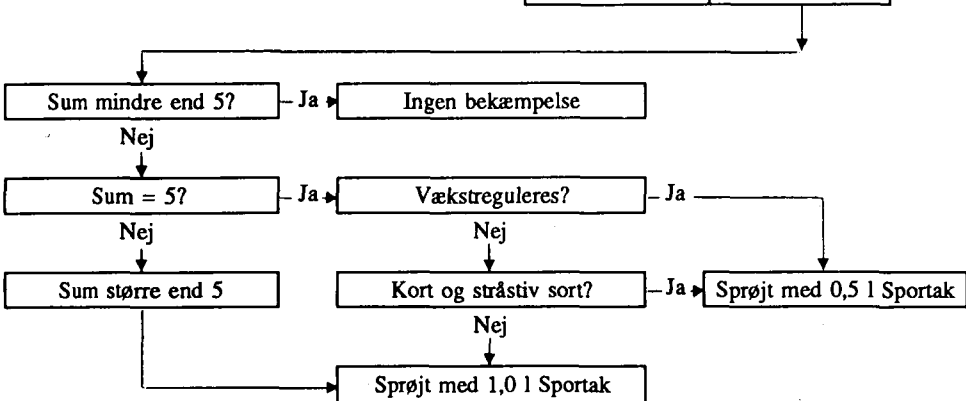 Sum mindre end 5?
Ja
Ingen bekæmpelse
Nej
Sum = 5?
Ja
Vækstreguleres?
Ja
Nej
Nej
Sum større end 5
Kort og stråstiv sort?
Ja
Sprøjt med 0,5 l Sportak
Nej
Sprøjt med 1,0 l Sportak